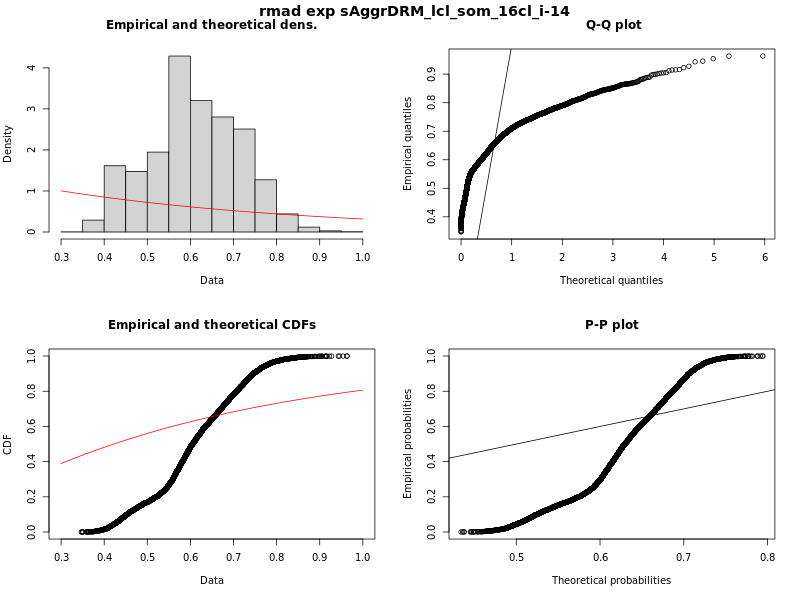 rmad exp sAggrDRM_lcl_som_16cl_i-14
Empirical and theoretical dens.
Density
0 1 2 3 4
0.3 0.4 0.5 0.6 0.7 0.8 0.9 1.0
Data
Q-Q plot
Empirical quantiles
0.4 0.5 0.6 0.7 0.8 0.9
0 1 2 3 4 5 6
Theoretical quantiles
Empirical and theoretical CDFs
CDF
0.0 0.2 0.4 0.6 0.8 1.0
0.3 0.4 0.5 0.6 0.7 0.8 0.9 1.0
Data
P-P plot
Empirical probabilities
0.0 0.2 0.4 0.6 0.8 1.0
0.5 0.6 0.7 0.8
Theoretical probabilities